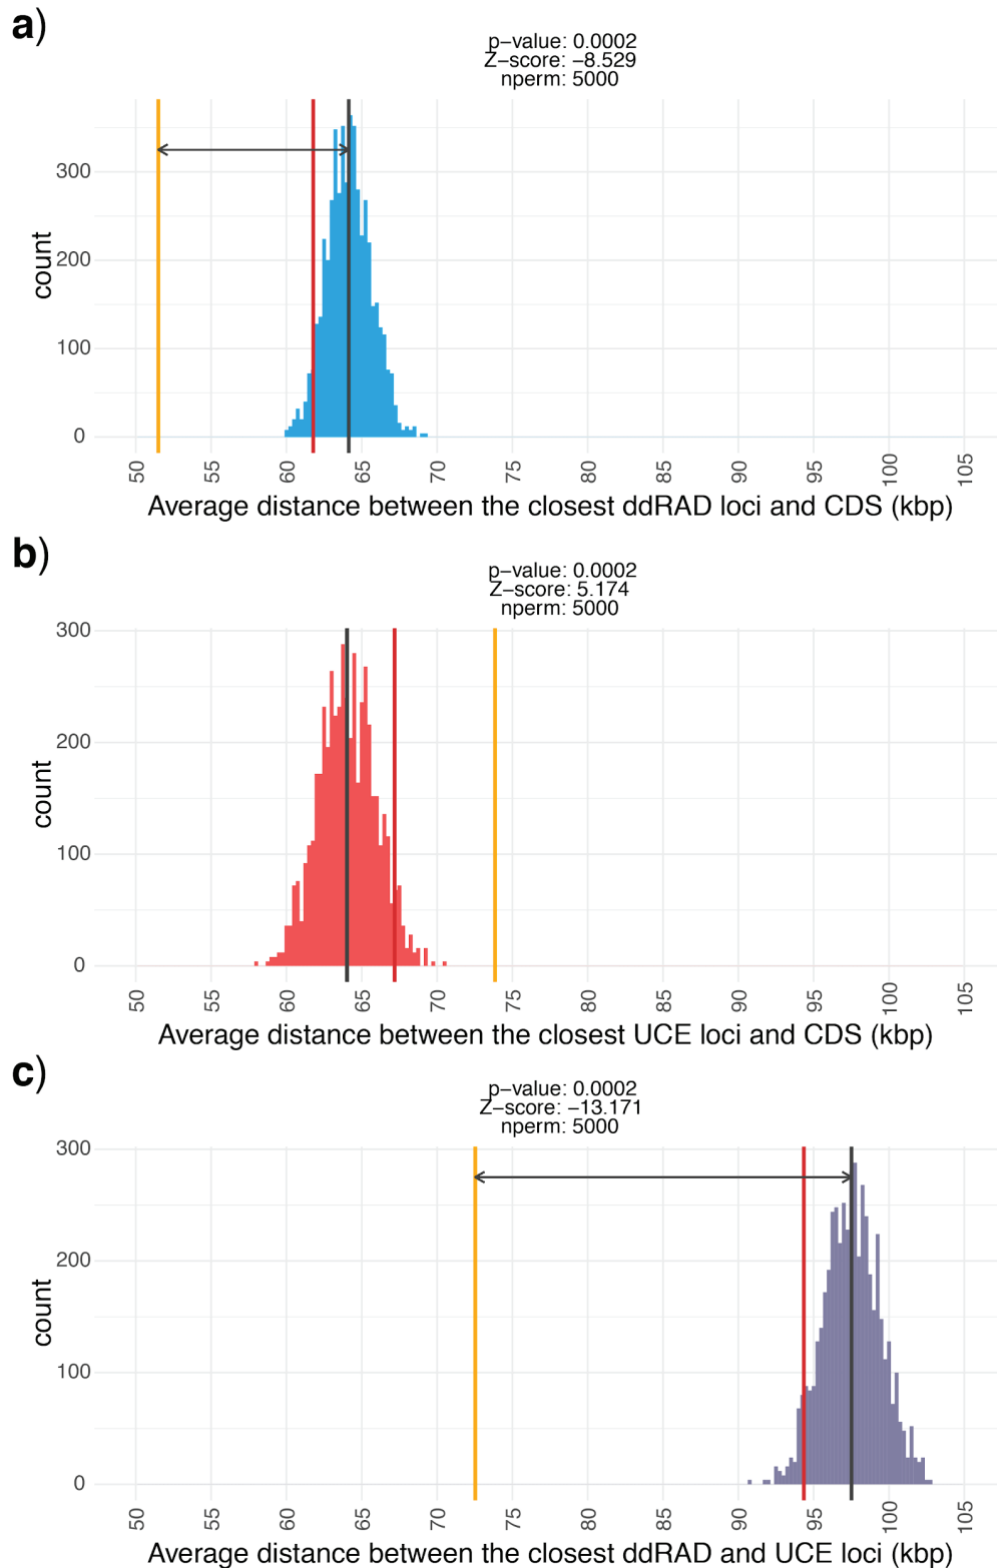 a)
p-value: 0.0002
Z-score: -8.529
nperm: 5000
300
200
100
0
count
50 55 60 65 70 75 80 85 90 95 100 105
Average distance between the closest ddRAD loci and CDS (kbp)
b)
p-value: 0.0002
Z-score: 5.174
nperm: 5000
300
200
100
0
count
50 55 60 65 70 75 80 85 90 95 100 105
Average distance between the closest UCE loci and CDS (kbp)
c)
p-value: 0.0002
Z-score: -13.171
nperm: 5000
300
200
100
0
count
50 55 60 65 70 75 80 85 90 95 100 105
Average distance between the closest ddRAD and UCE loci (kbp)